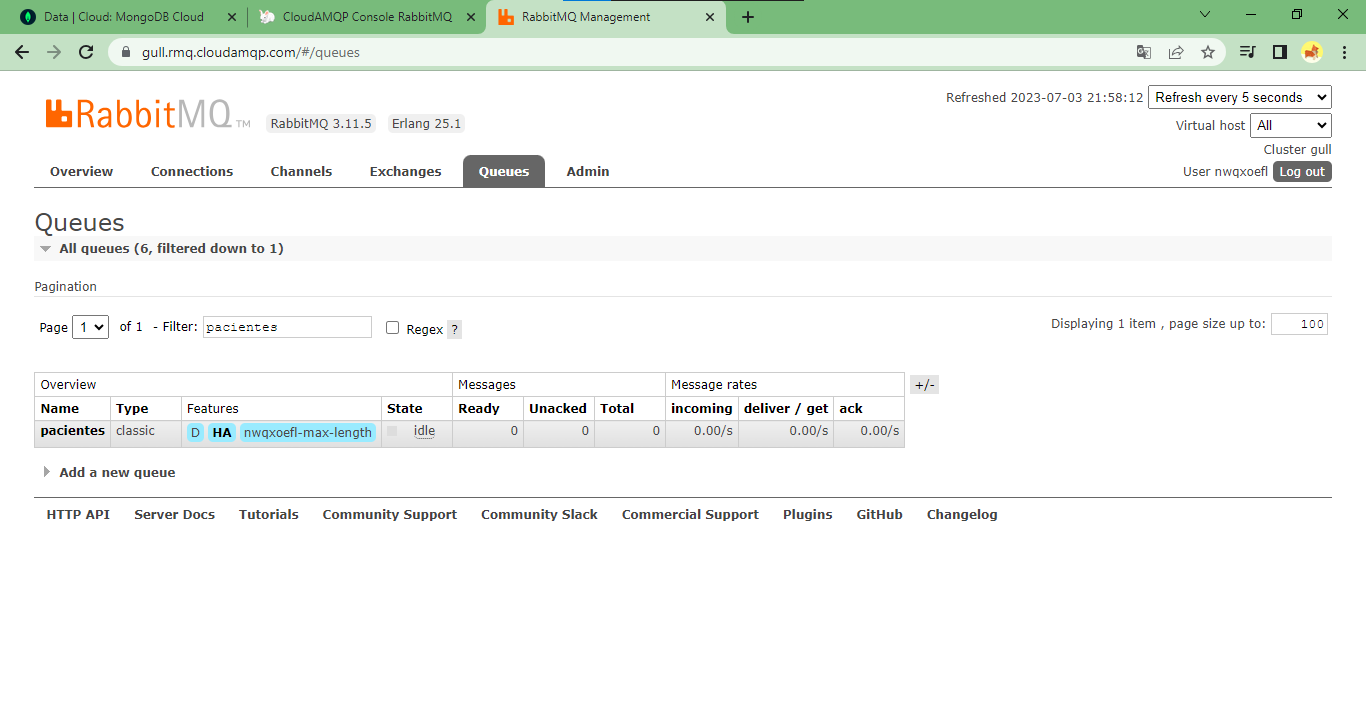 Data | Cloud: MongoDB Cloud
CloudAMQP Console RabbitMQ
RabbitMQ Management
gull.rmq.cloudamqp.com/#/queues
RabbitMQ TM
RabbitMQ 3.11.5
Erlang 25.1
Refreshed 2023-07-03 21:58:12
Refresh every 5 seconds
Virtual host
All
Cluster gull
User nwqxoefl
Log out
Overview
Connections
Channels
Exchanges
Queues
Admin
Queues
All queues (6, filtered down to 1)
Pagination
Page 1 of 1 - Filter: pacientes Regex ?
Displaying 1 item , page size up to: 100
Overview Messages Message rates +/-
Name Type Features State Ready Unacked Total incoming deliver / get ack
pacientes classic D HA nwqxoefl-max-length idle 0 0 0 0.00/s 0.00/s 0.00/s
Add a new queue
HTTP API Server Docs Tutorials Community Support Community Slack Commercial Support Plugins GitHub Changelog